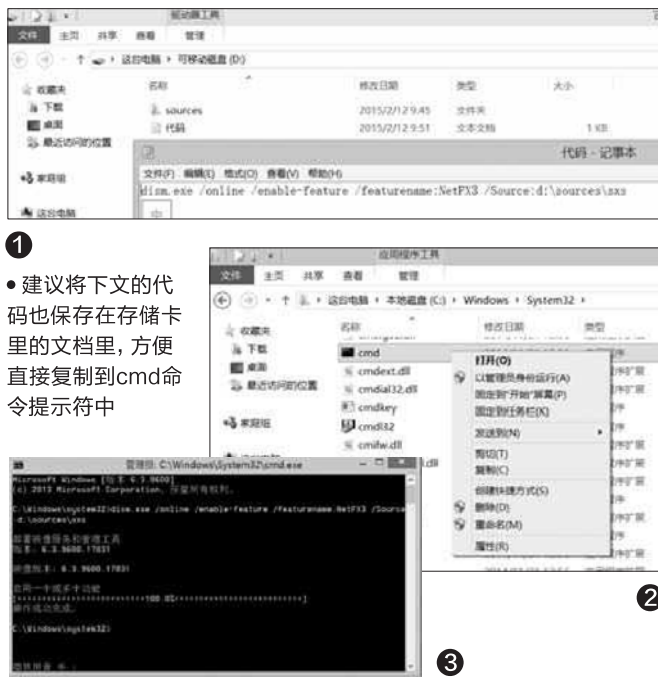 驱动器工具
文件 主页 共享 查看 管理
这台电脑 可移动磁盘 (D:)
名称 修改日期 类型 大小
收藏夹
下载
桌面
最近访问的位置
家庭组
这台电脑
sources 2015/2/12 9:45 文件夹
代码 2015/2/12 9:51 文本文档 1 KB
代码 - 记事本
文件(F) 编辑(E) 格式(O) 查看(V) 帮助(H)
dism.exe /online /enable-feature /featurename:NetFX3 /Source:d:\sources\sxs
❶
• 建议将下文的代
码也保存在存储卡
里的文档里,方便
直接复制到cmd命
令提示符中
应用程序工具
文件 主页 共享 查看 管理
这台电脑 本地磁盘 (C:) Windows System32
名称 修改日期 类型
收藏夹
下载
桌面
最近访问的位置
家庭组
cmd
cmdext.dll
cmdial32.dll
cmdkey
cmdl32
cmifw.dll
打开(O)
以管理员身份运行(A)
固定到"开始"屏幕(P)
固定到任务栏(K)
发送到(N)
剪切(T)
复制(C)
创建快捷方式(S)
删除(D)
重命名(M)
属性(R)
❷
管理员: C:\Windows\System32\cmd.exe
Microsoft Windows [版本 6.3.9600]
(c) 2013 Microsoft Corporation。保留所有权利。
C:\Windows\system32>dism.exe /online /enable-feature /featurename:NetFX3 /Source
:d:\sources\sxs
部署映像服务和管理工具
版本: 6.3.9600.17031
映像版本: 6.3.9600.17031
启用一个或多个功能
[==========================100.0%==========================]
操作成功完成。
C:\Windows\system32>
❸